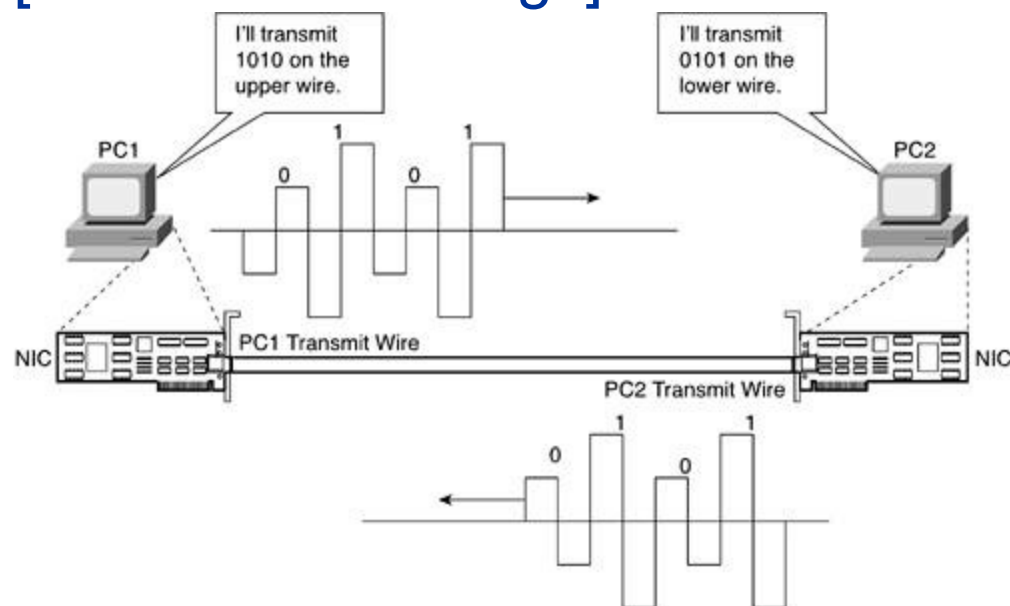 I'll transmit
1010 on the
upper wire.
I'll transmit
0101 on the
lower wire.
PC1
PC2
1
1
0
0
NIC
PC1 Transmit Wire
NIC
PC2 Transmit Wire
1
1
0
0